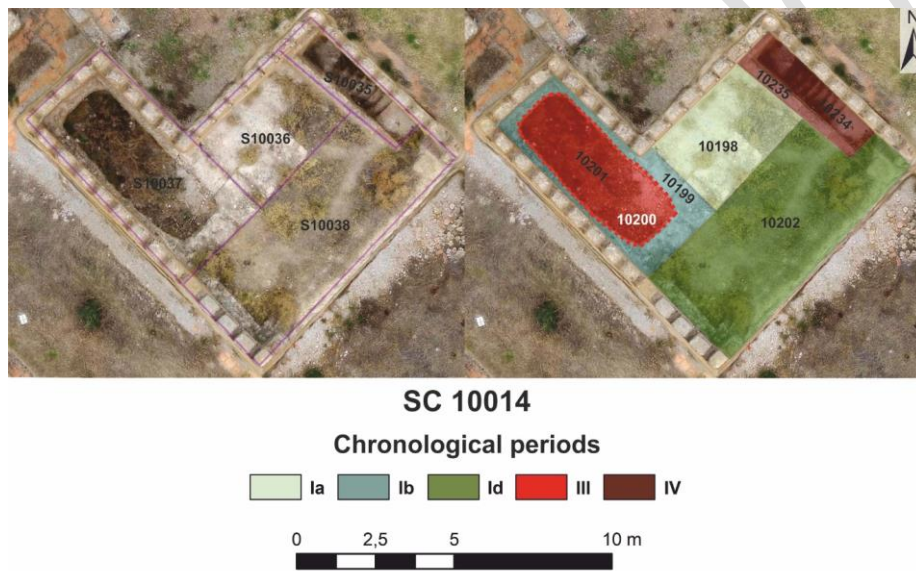 N
S10035
S10036
S10037
S10038
10235
10234
10198
10201
10199
10200
10202
SC 10014
Chronological periods
Ia Ib Id III IV
0 2,5 5 10 m